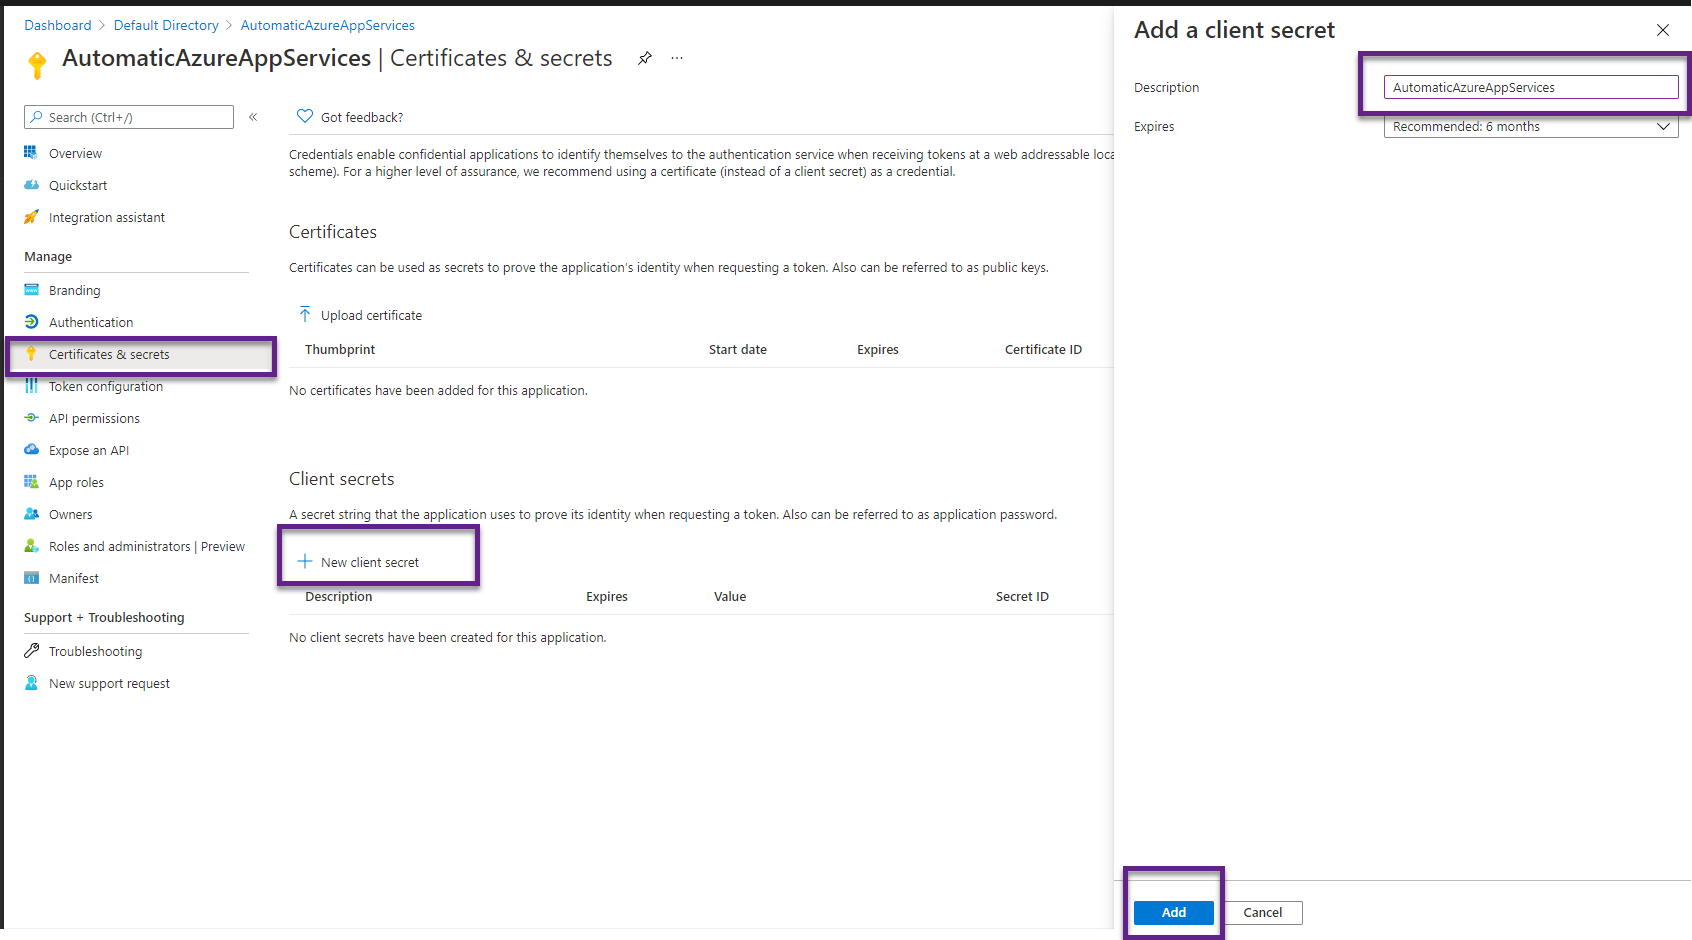 Dashboard > Default Directory > AutomaticAzureAppServices
AutomaticAzureAppServices | Certificates & secrets
Search (Ctrl+/)
Overview
Quickstart
Integration assistant
Manage
Branding
Authentication
Certificates & secrets
Token configuration
API permissions
Expose an API
App roles
Owners
Roles and administrators | Preview
Manifest
Support + Troubleshooting
Troubleshooting
New support request
Got feedback?
Credentials enable confidential applications to identify themselves to the authentication service when receiving tokens at a web addressable loca
scheme). For a higher level of assurance, we recommend using a certificate (instead of a client secret) as a credential.
Certificates
Certificates can be used as secrets to prove the application's identity when requesting a token. Also can be referred to as public keys.
Upload certificate
Thumbprint Start date Expires Certificate ID
No certificates have been added for this application.
Client secrets
A secret string that the application uses to prove its identity when requesting a token. Also can be referred to as application password.
New client secret
Description Expires Value Secret ID
No client secrets have been created for this application.
Add a client secret
Description AutomaticAzureAppServices
Expires Recommended: 6 months
Add Cancel